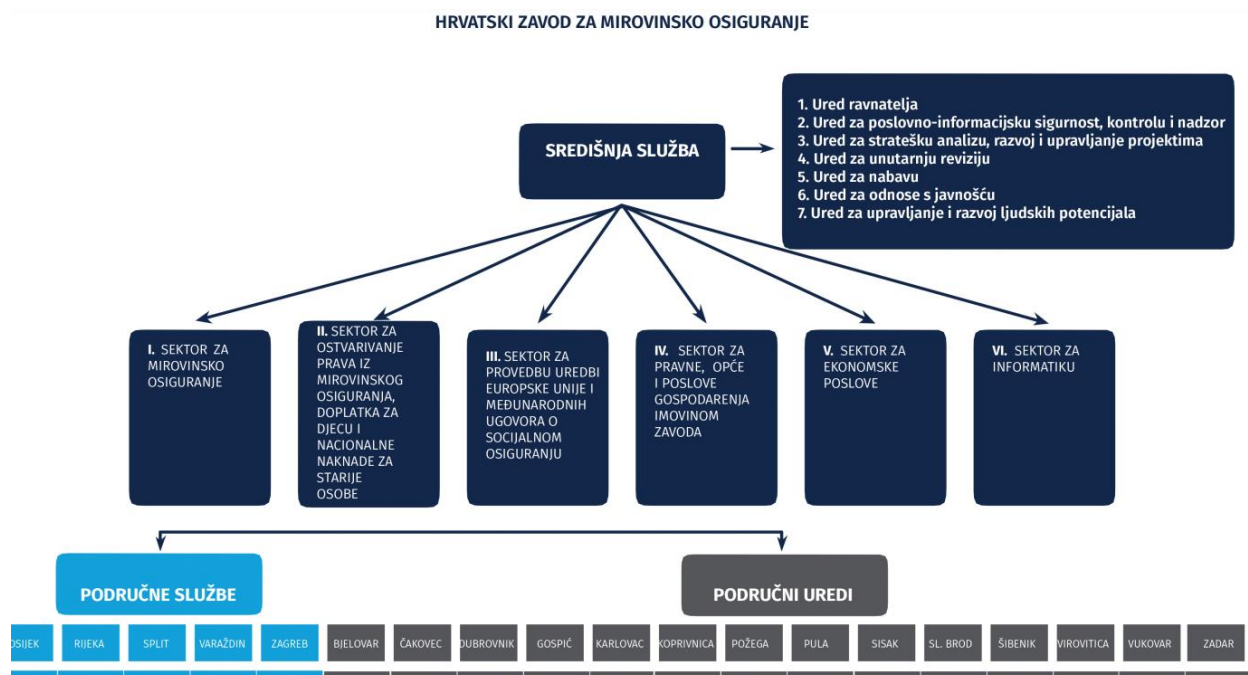 HRVATSKI ZAVOD ZA MIROVINSKO OSIGURANJE
SREDIŠNJA SLUŽBA
1. Ured ravnatelja
2. Ured za poslovno-informacijsku sigurnost, kontrolu i nadzor
3. Ured za stratešku analizu, razvoj i upravljanje projektima
4. Ured za unutarnju reviziju
5. Ured za nabavu
6. Ured za odnose s javnošću
7. Ured za upravljanje i razvoj ljudskih potencijala
I. SEKTOR ZA
MIROVINSKO
OSIGURANJE
II. SEKTOR ZA
OSTVARIVANJE
PRAVA IZ
MIROVINSKOG
OSIGURANJA,
DOPLATKA ZA
DJECU I
NACIONALNE
NAKNADE ZA
STARIJE
OSOBE
III. SEKTOR ZA
PROVEDBU UREDBI
EUROPSKE UNIJE I
MEĐUNARODNIH
UGOVORA O
SOCIJALNOM
OSIGURANJU
IV. SEKTOR ZA
PRAVNE, OPĆE
I POSLOVE
GOSPODARENJA
IMOVINOM
ZAVODA
V. SEKTOR ZA
EKONOMSKE
POSLOVE
VI. SEKTOR ZA
INFORMATIKU
PODRUČNE SLUŽBE
PODRUČNI UREDI
OSIJEK
RIJEKA
SPLIT
VARAŽDIN
ZAGREB
BJELOVAR
ČAKOVEC
DUBROVNIK
GOSPIĆ
KARLOVAC
KOPRIVNICA
POŽEGA
PULA
SISAK
SL. BROD
ŠIBENIK
VIROVITICA
VUKOVAR
ZADAR